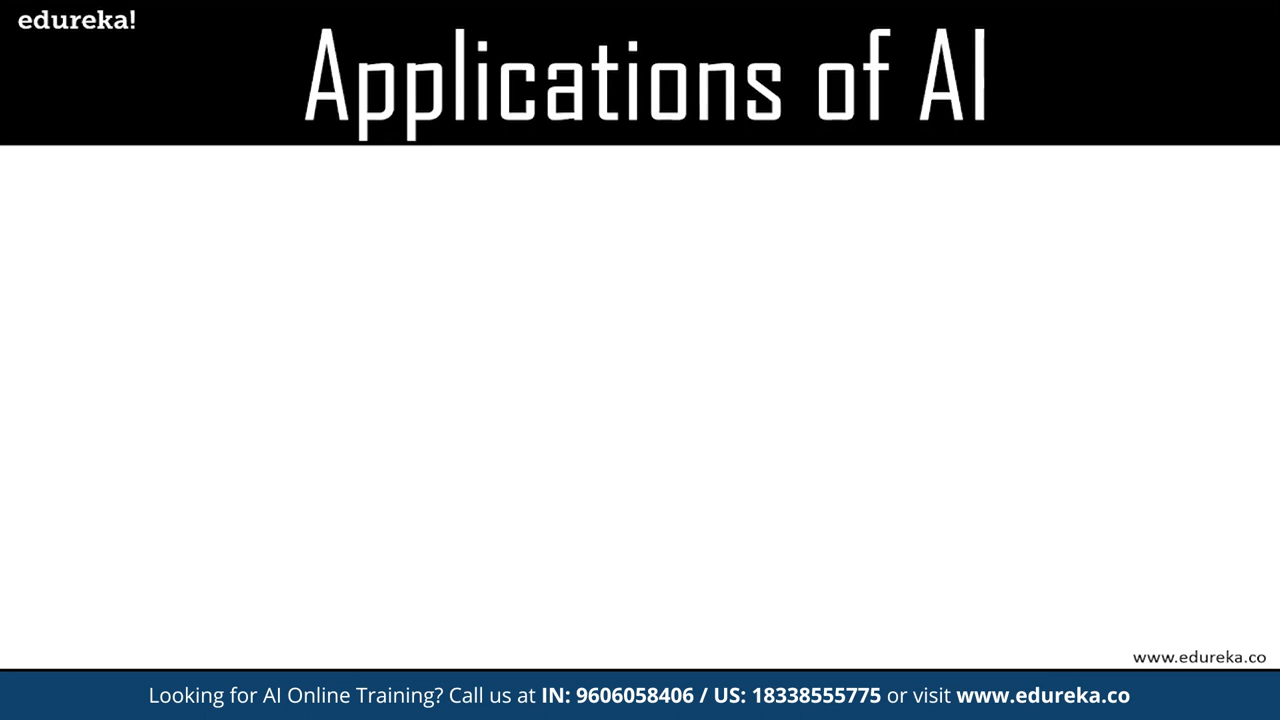 edureka!
Applications of AI
www.edureka.co
Looking for AI Online Training? Call us at IN: 9606058406 / US: 18338555775 or visit www.edureka.co